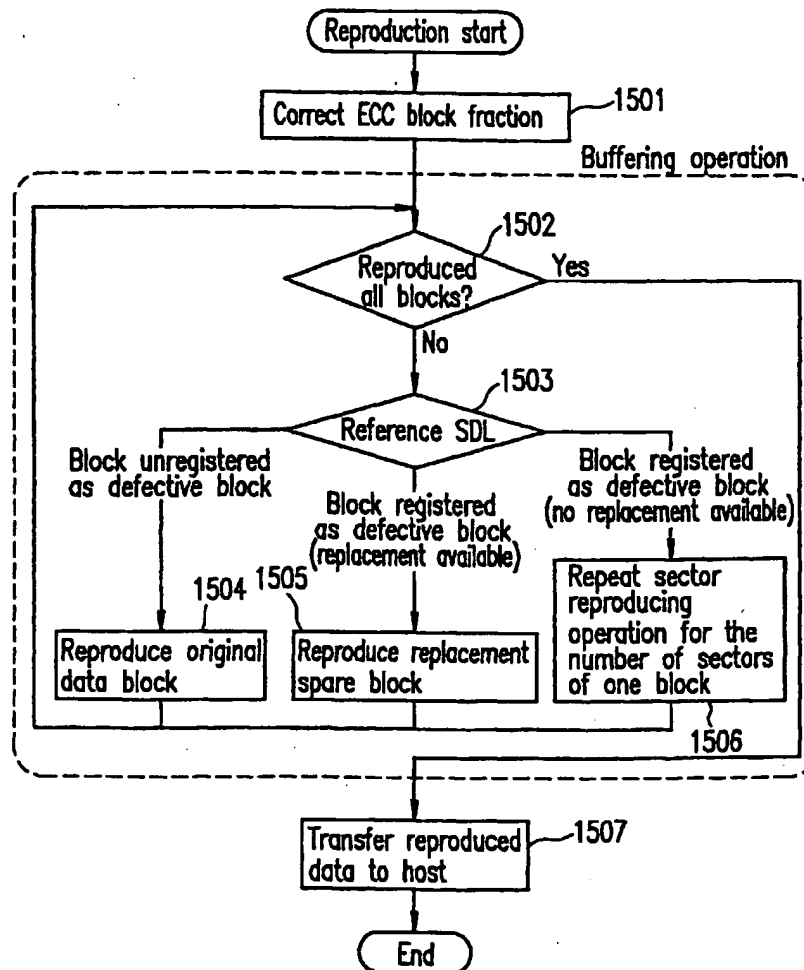 Reproduction start
Correct ECC block fraction
1501
Buffering operation
1502
Reproduced
all blocks?
Yes
No
1503
Reference SDL
Block unregistered
as defective block
Block registered
as defective block
(replacement available)
Block registered
as defective block
(no replacement available)
1504
Reproduce original
data block
1505
Reproduce replacement
spare block
Repeat sector
reproducing
operation for the
number of sectors
of one block
1506
Transfer reproduced
data to host
1507
End